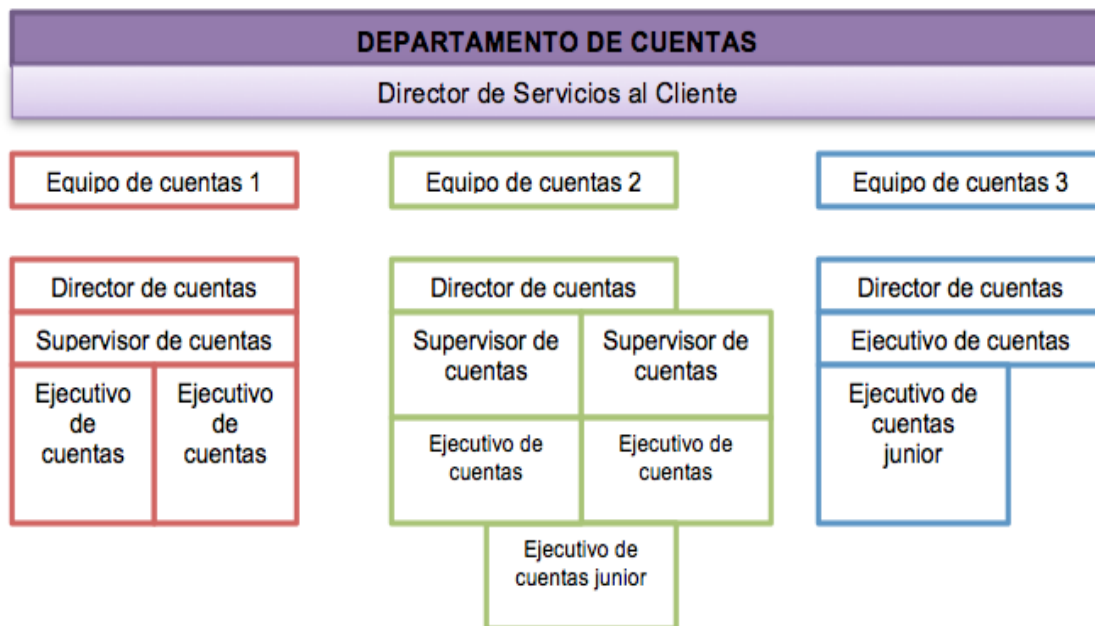 DEPARTAMENTO DE CUENTAS
Director de Servicios al Cliente
Equipo de cuentas 1
Equipo de cuentas 2
Equipo de cuentas 3
Director de cuentas
Supervisor de cuentas
Ejecutivo
de
cuentas
Ejecutivo
de
cuentas
Director de cuentas
Supervisor de
cuentas
Supervisor de
cuentas
Ejecutivo de
cuentas
Ejecutivo de
cuentas
Ejecutivo de
cuentas junior
Director de cuentas
Ejecutivo de cuentas
Ejecutivo de
cuentas
junior